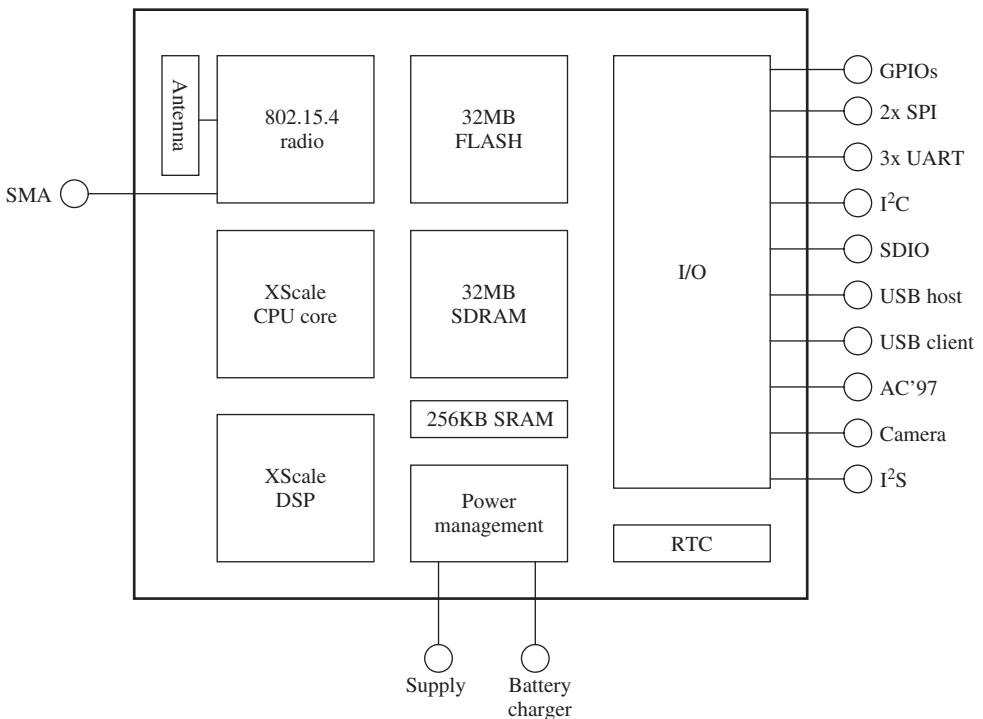 Antenna
802.15.4
radio
32MB
FLASH
SMA
XScale
CPU core
32MB
SDRAM
256KB SRAM
XScale
DSP
Power
management
I/O
RTC
GPIOs
2x SPI
3x UART
I²C
SDIO
USB host
USB client
AC’97
Camera
I²S
Supply
Battery
charger